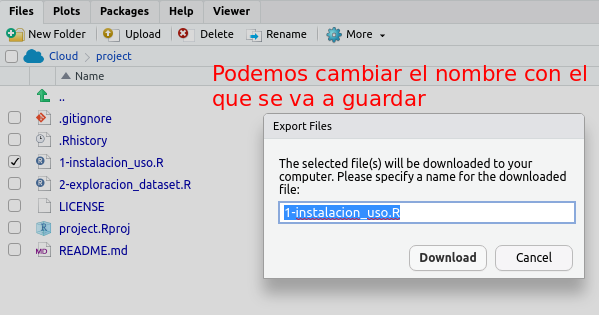 Files Plots Packages Help Viewer
New Folder Upload Delete Rename More
Cloud project
Name
Podemos cambiar el nombre con el
que se va a guardar
..
.gitignore
.Rhistory
1-instalacion_uso.R
2-exploracion_dataset.R
LICENSE
project.Rproj
README.md
Export Files
The selected file(s) will be downloaded to your
computer. Please specify a name for the downloaded
file:
1-instalacion_uso.R
Download Cancel